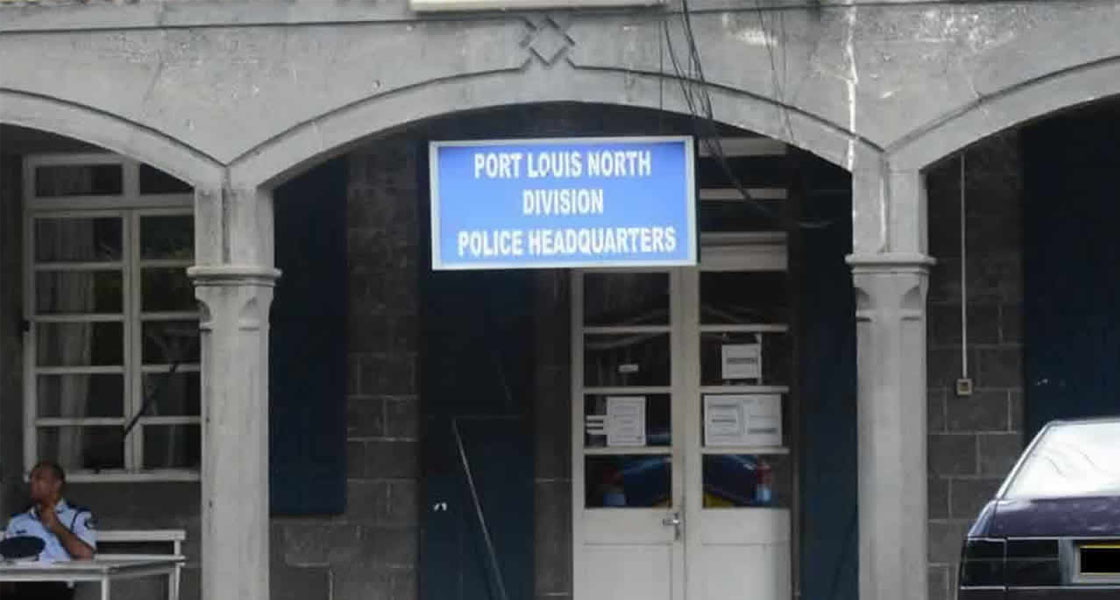 PORT LOUIS NORTH
DIVISION
POLICE HEADQUARTERS